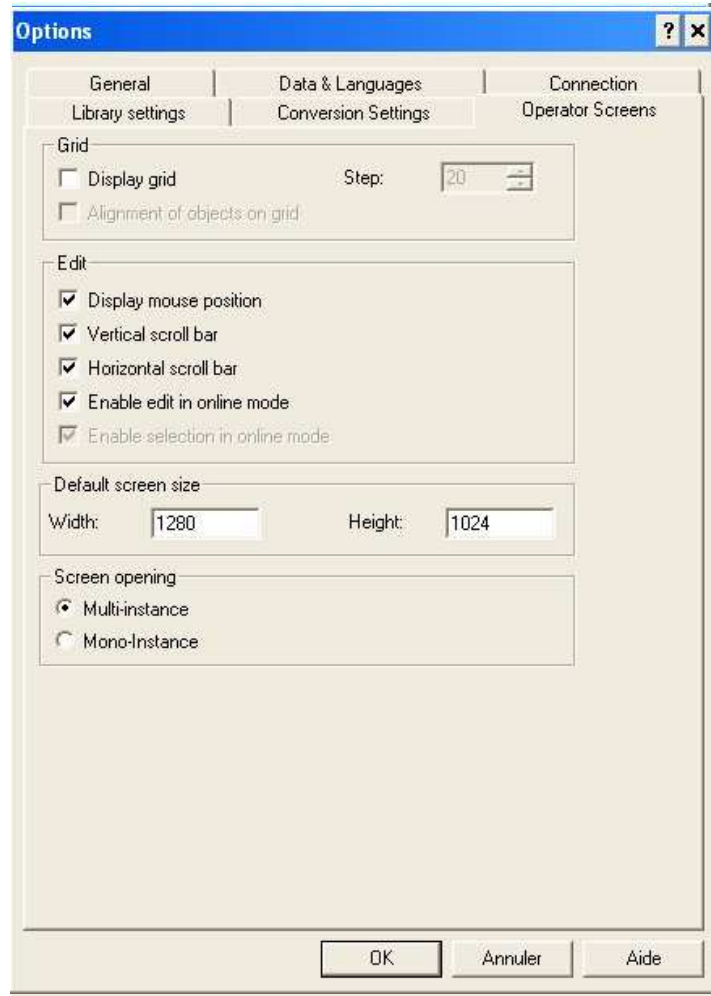 Options
General Data & Languages Connection
Library settings Conversion Settings Operator Screens
Grid
Display grid Step: 20
Alignment of objects on grid
Edit
Display mouse position
Vertical scroll bar
Horizontal scroll bar
Enable edit in online mode
Enable selection in online mode
Default screen size
Width: 1280 Height: 1024
Screen opening
Multi-instance
Mono-Instance
OK Annuler Aide